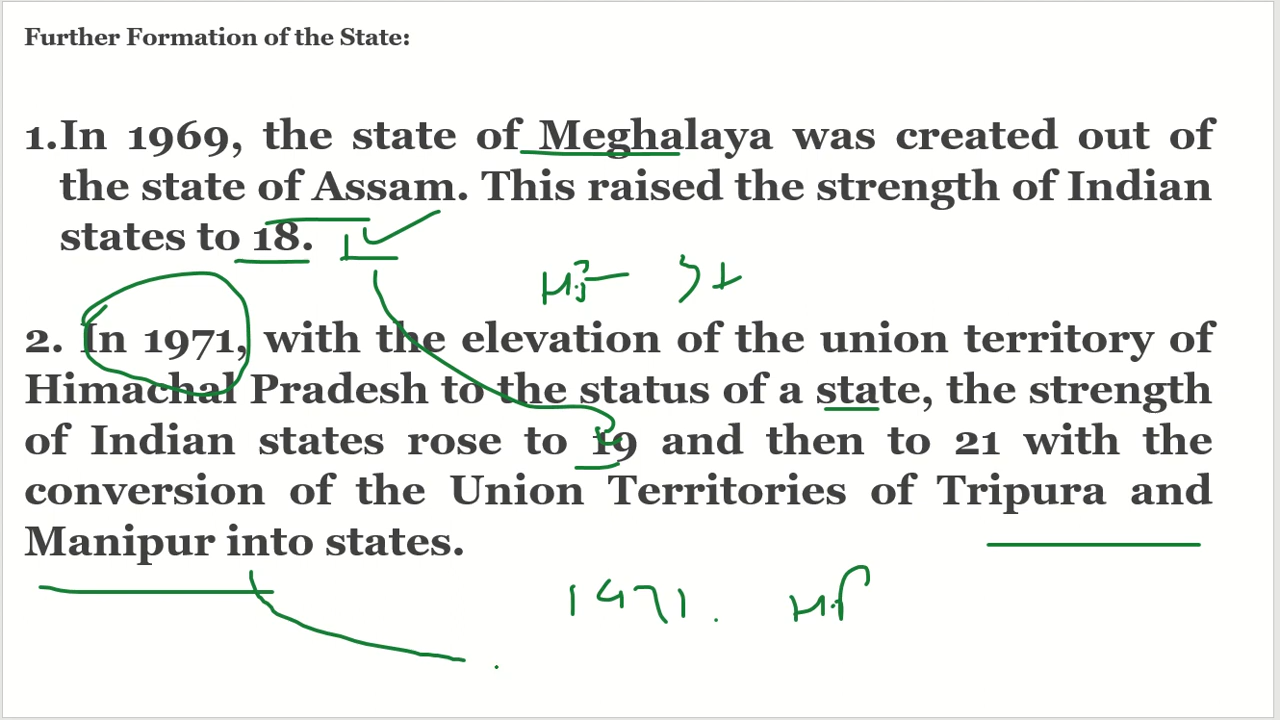 Further Formation of the State:
1.In 1969, the state of Meghalaya was created out of
the state of Assam. This raised the strength of Indian
states to 18.
2. In 1971, with the elevation of the union territory of
Himachal Pradesh to the status of a state, the strength
of Indian states rose to 19 and then to 21 with the
conversion of the Union Territories of Tripura and
Manipur into states.
1971. H.P